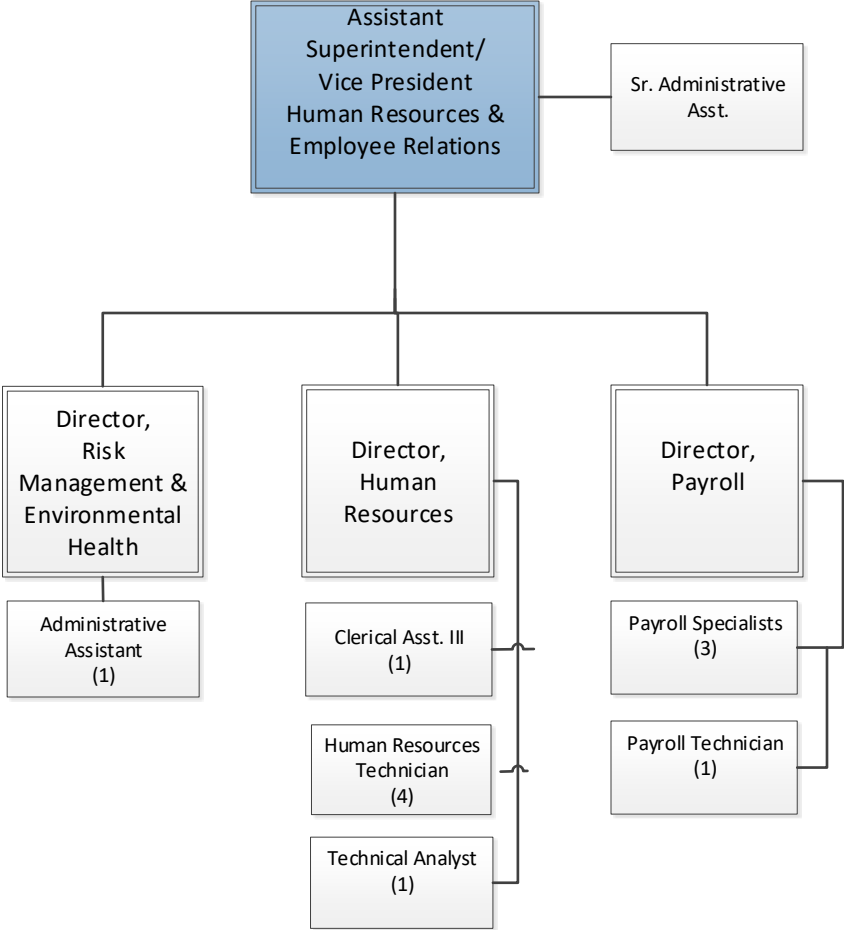 Assistant
Superintendent/
Vice President
Human Resources &
Employee Relations
Sr. Administrative
Asst.
Director,
Risk
Management &
Environmental
Health
Director,
Human
Resources
Director,
Payroll
Administrative
Assistant
(1)
Clerical Asst. III
(1)
Payroll Specialists
(3)
Human Resources
Technician
(4)
Payroll Technician
(1)
Technical Analyst
(1)